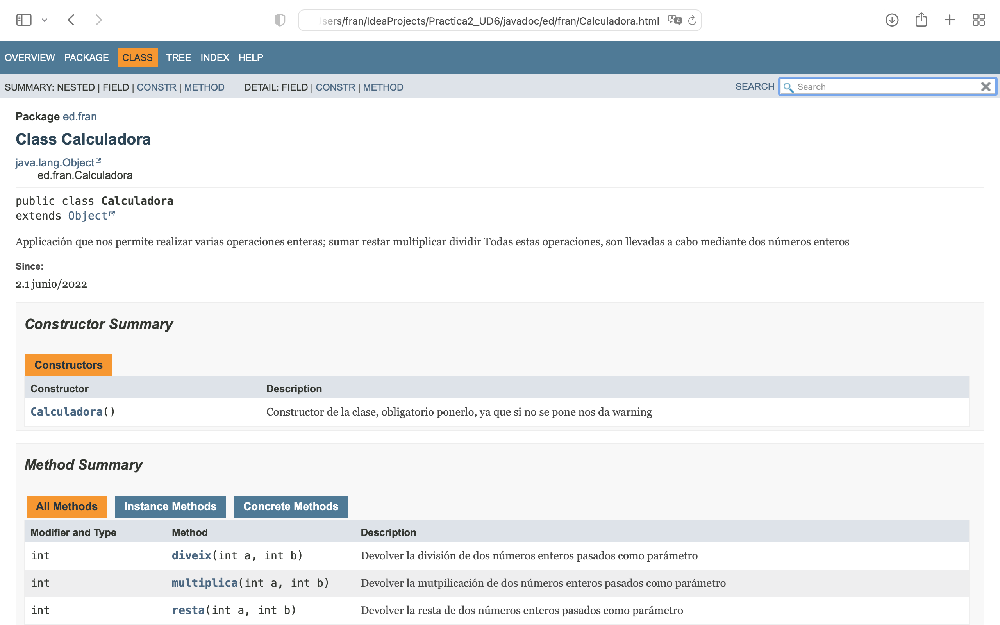 sers/fran/IdeaProjects/Practica2_UD6/javadoc/ed/fran/Calculadora.html
OVERVIEW PACKAGE CLASS TREE INDEX HELP
SUMMARY: NESTED | FIELD | CONSTR | METHOD DETAIL: FIELD | CONSTR | METHOD SEARCH Search
Package ed.fran
Class Calculadora
java.lang.Object
ed.fran.Calculadora
public class Calculadora
extends Object
Applicación que nos permite realizar varias operaciones enteras; sumar restar multiplicar dividir Todas estas operaciones, son llevadas a cabo mediante dos números enteros
Since:
2.1 junio/2022
Constructor Summary
Constructors
Constructor Description
Calculadora() Constructor de la clase, obligatorio ponerlo, ya que si no se pone nos da warning
Method Summary
All Methods Instance Methods Concrete Methods
Modifier and Type Method Description
int diveix(int a, int b) Devolver la división de dos números enteros pasados como parámetro
int multiplica(int a, int b) Devolver la mutpilicación de dos números enteros pasados como parámetro
int resta(int a, int b) Devolver la resta de dos números enteros pasados como parámetro